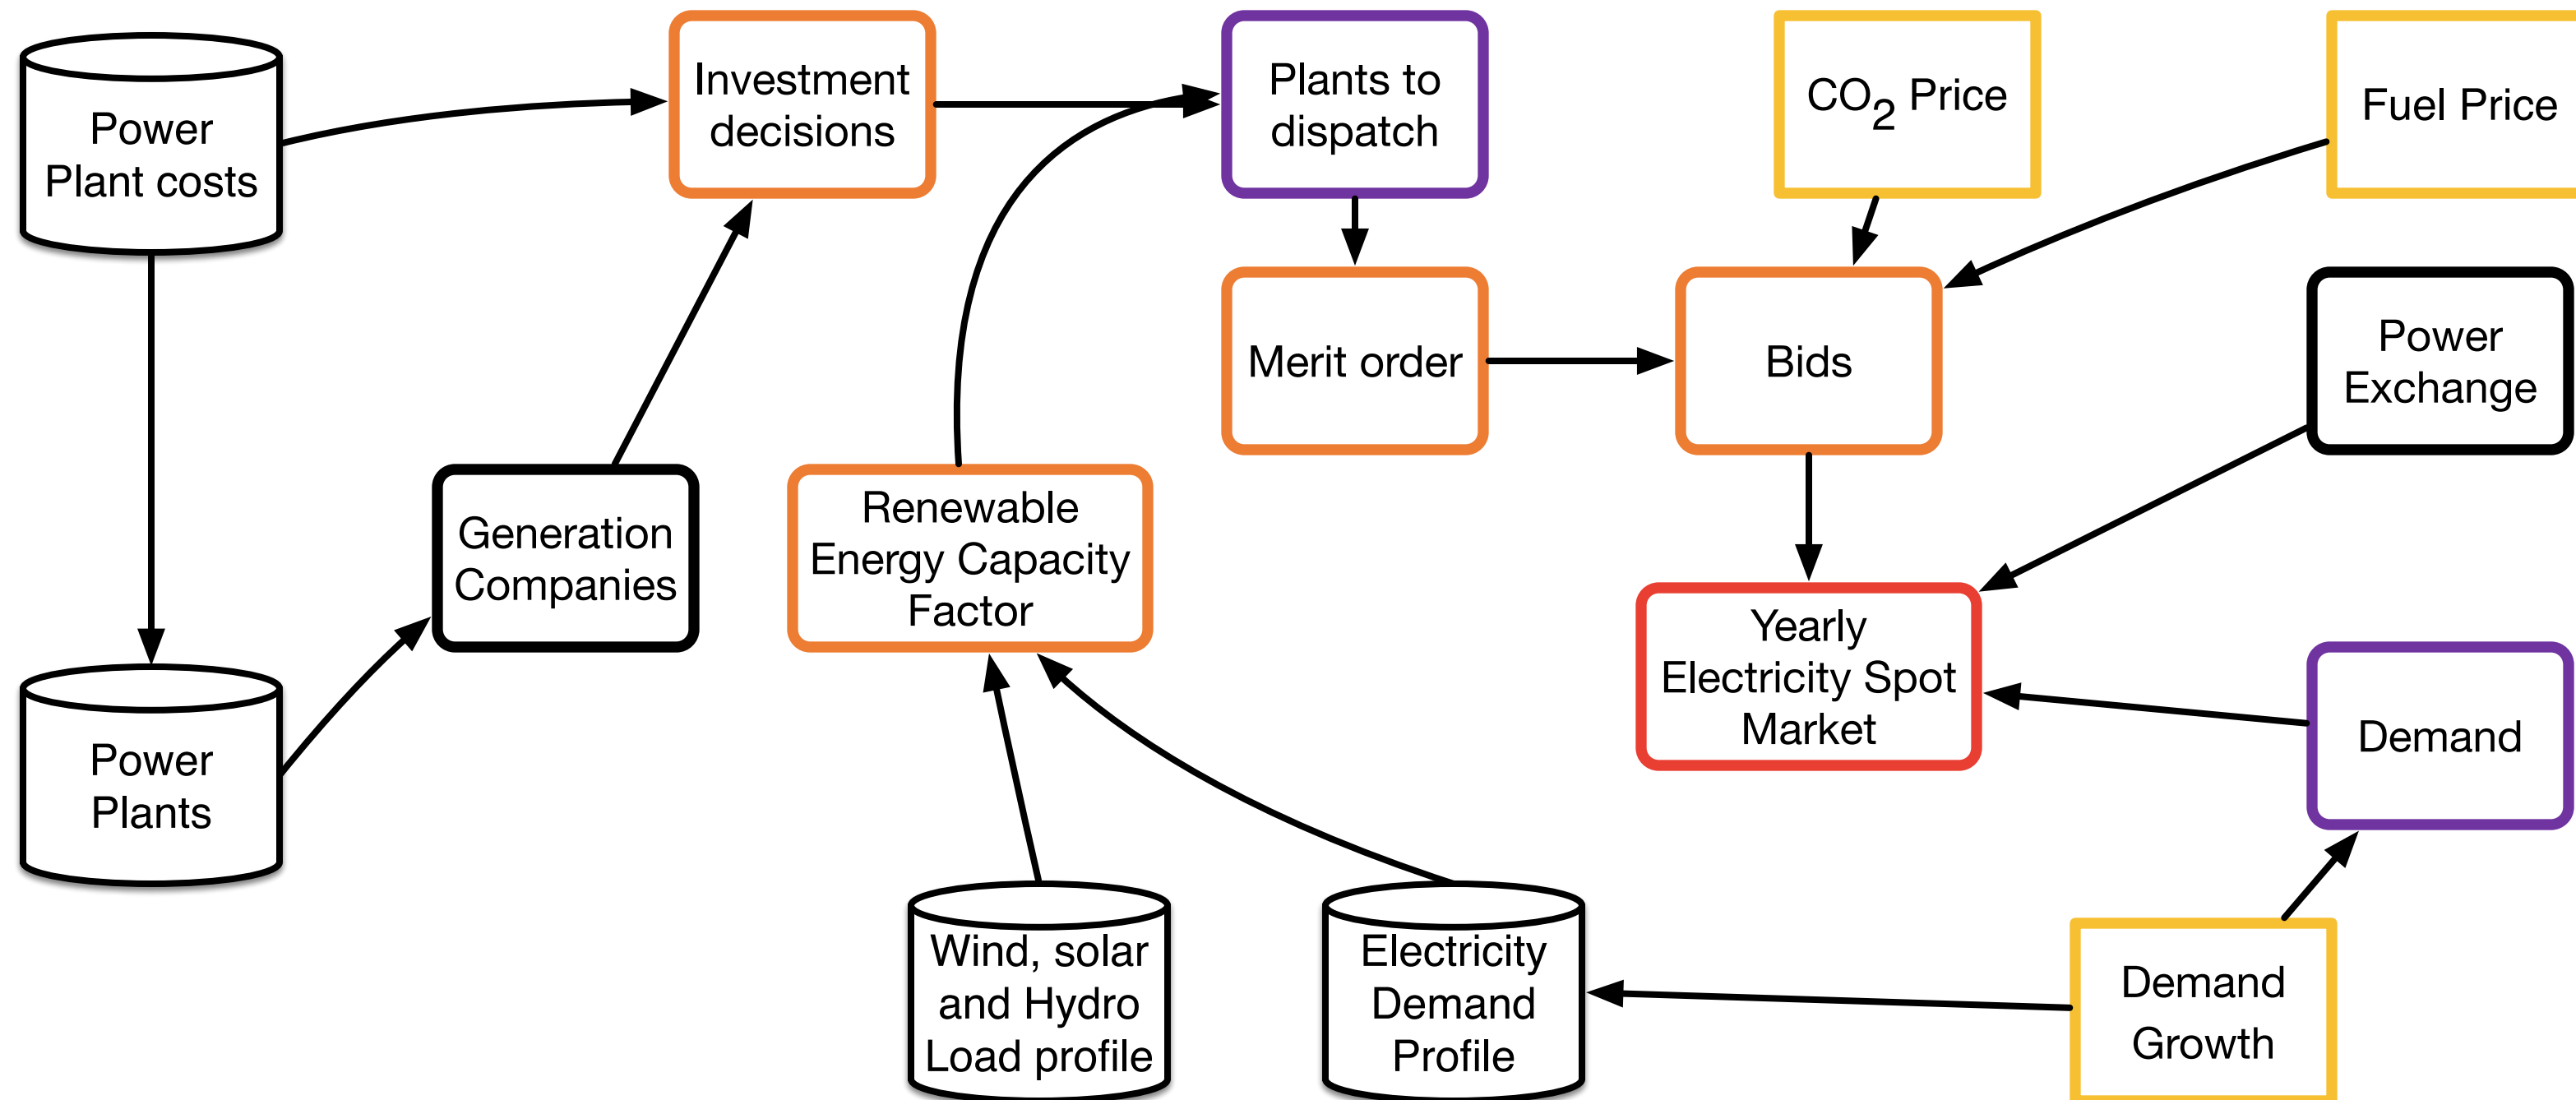 Power
Plant costs
Investment
decisions
Plants to
dispatch
CO₂ Price
Fuel Price
Merit order
Bids
Power
Exchange
Generation
Companies
Renewable
Energy Capacity
Factor
Yearly
Electricity Spot
Market
Demand
Power
Plants
Wind, solar
and Hydro
Load profile
Electricity
Demand
Profile
Demand
Growth